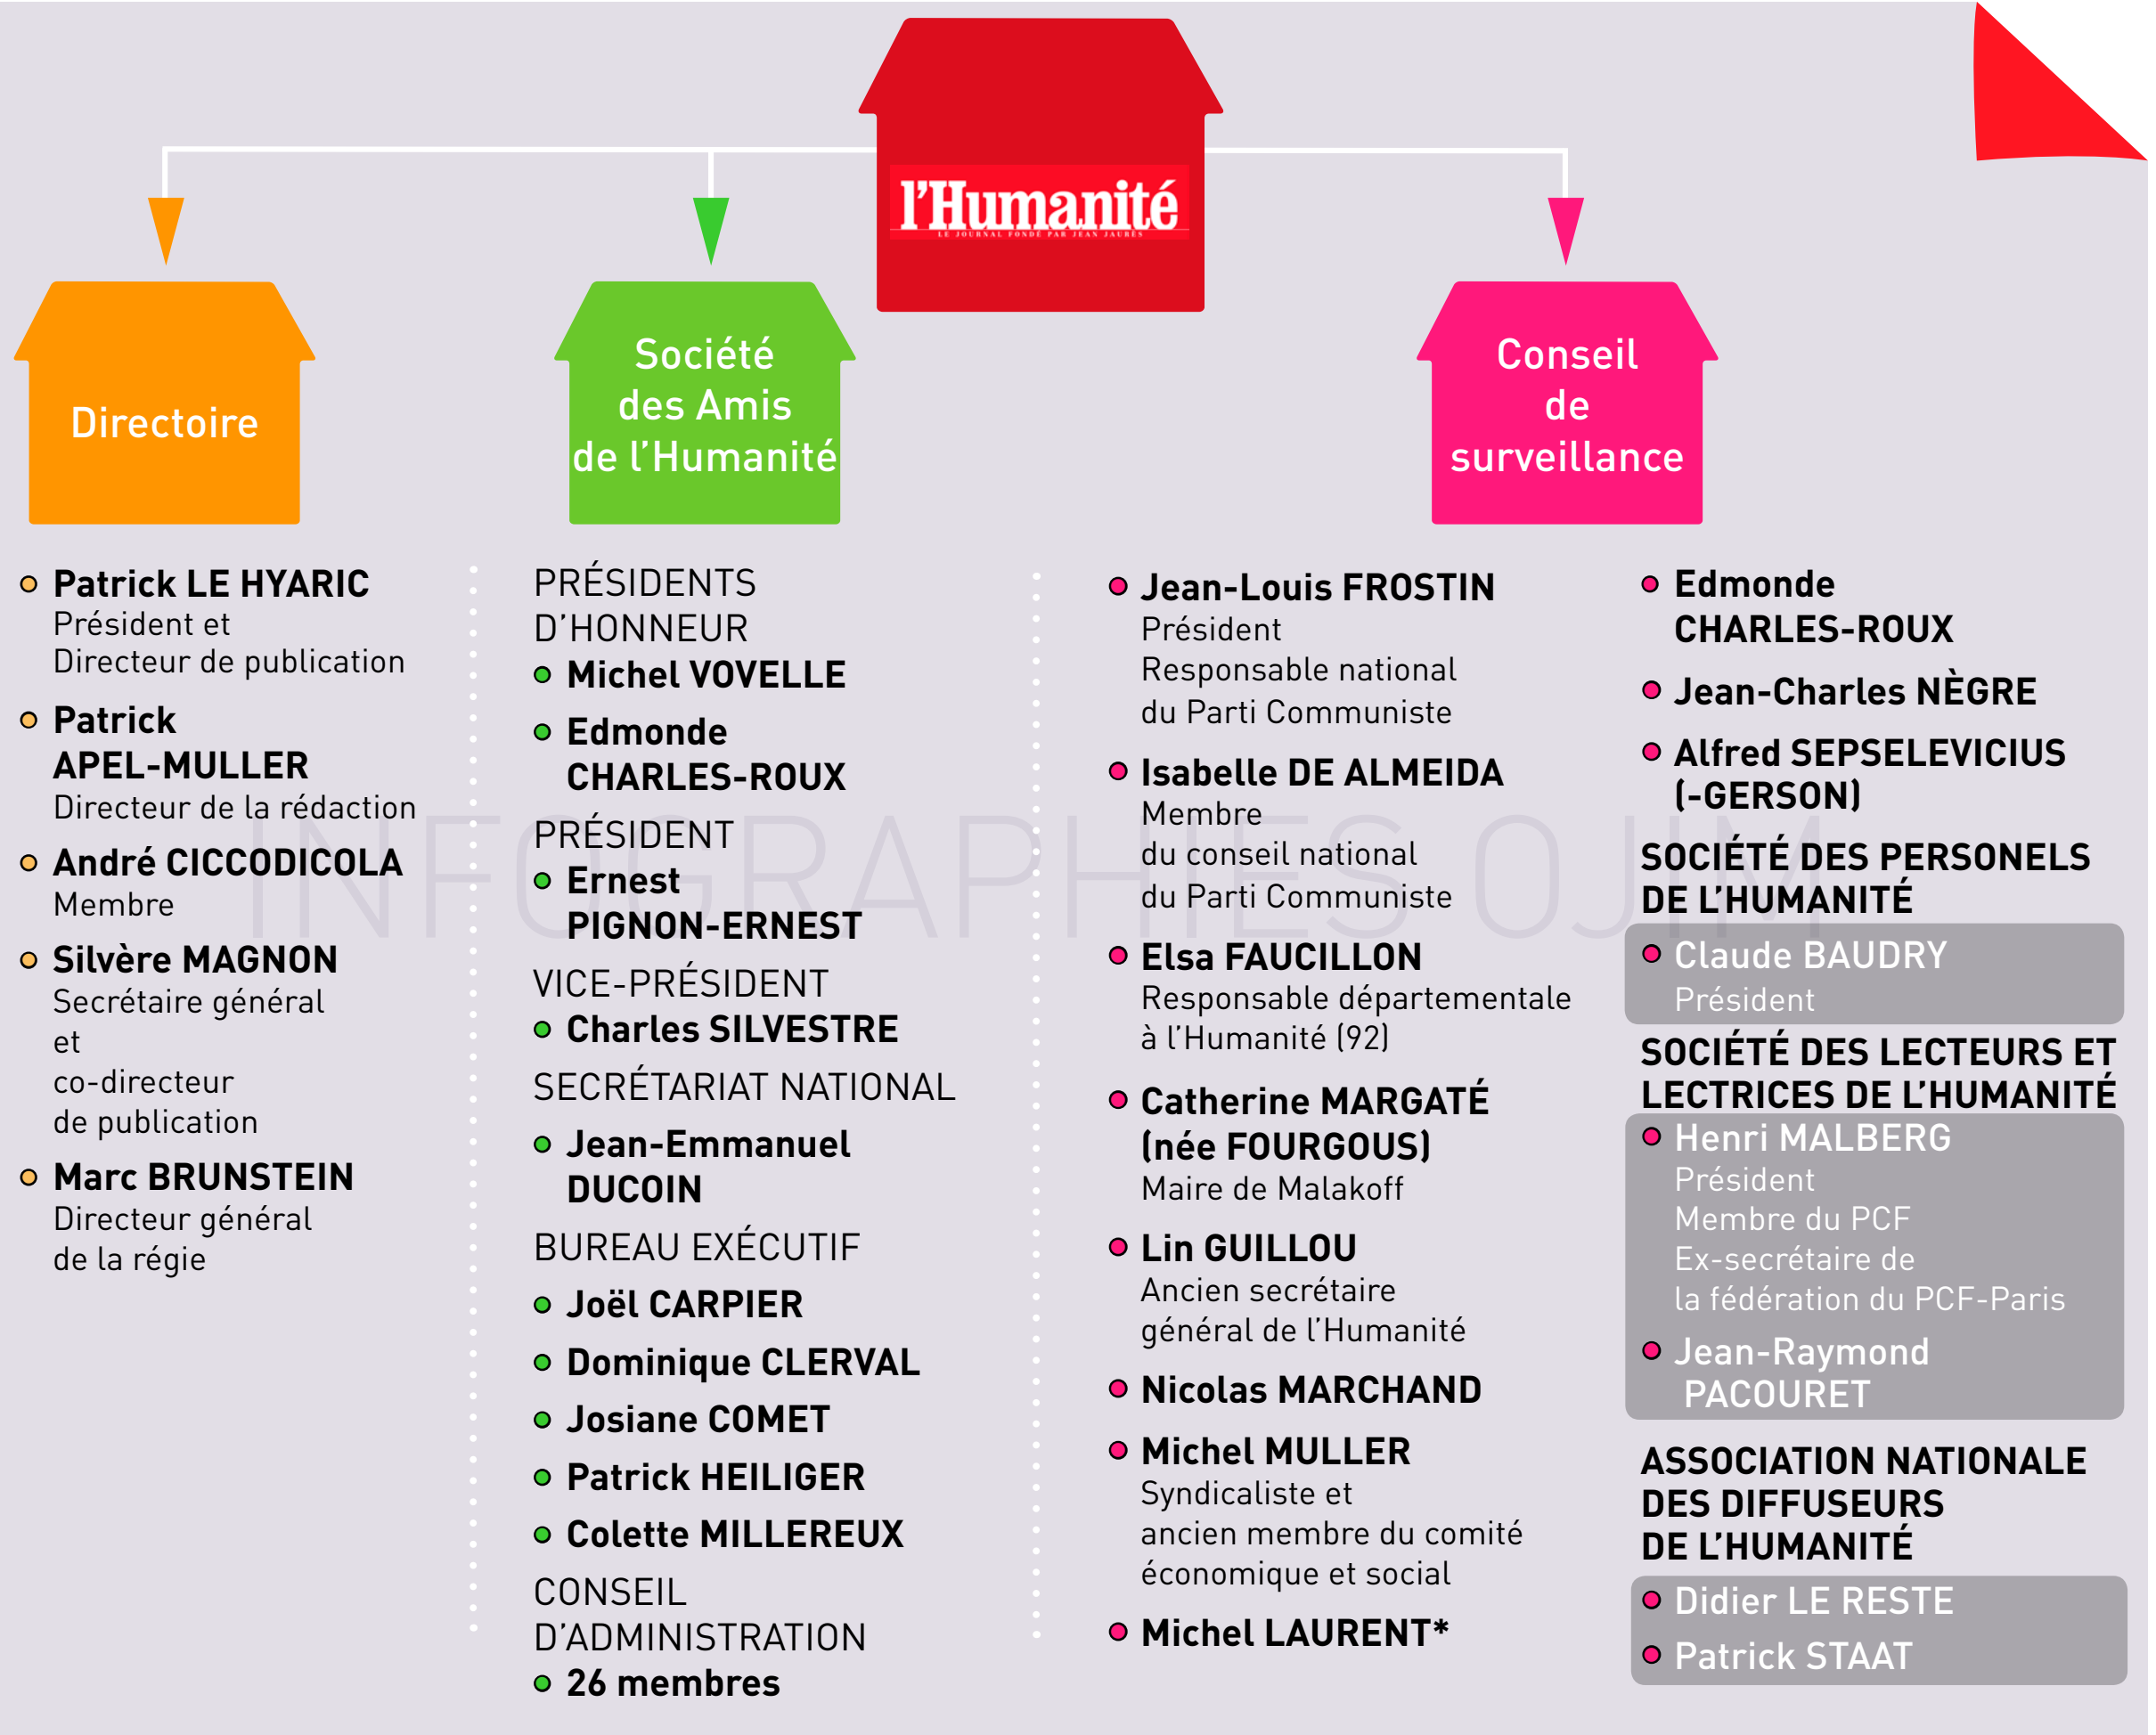 l'Humanité
LE JOURNAL FONDÉ PAR JEAN JAURÈS
Directoire
Société
des Amis
de l'Humanité
Conseil
de
surveillance
Patrick LE HYARIC
Président et
Directeur de publication
Patrick
APEL-MULLER
Directeur de la rédaction
André CICCODICOLA
Membre
Silvère MAGNON
Secrétaire général
et
co-directeur
de publication
Marc BRUNSTEIN
Directeur général
de la régie
PRÉSIDENTS
D'HONNEUR
Michel VOVELLE
Edmonde
CHARLES-ROUX
PRÉSIDENT
Ernest
PIGNON-ERNEST
VICE-PRÉSIDENT
Charles SILVESTRE
SECRÉTARIAT NATIONAL
Jean-Emmanuel
DUCOIN
BUREAU EXÉCUTIF
Joël CARPIER
Dominique CLERVAL
Josiane COMET
Patrick HEILIGER
Colette MILLEREUX
CONSEIL
D'ADMINISTRATION
26 membres
Jean-Louis FROSTIN
Président
Responsable national
du Parti Communiste
Isabelle DE ALMEIDA
Membre
du conseil national
du Parti Communiste
Elsa FAUCILLON
Responsable départementale
à l'Humanité (92)
Catherine MARGATÉ
(née FOURGOUS)
Maire de Malakoff
Lin GUILLOU
Ancien secrétaire
général de l'Humanité
Nicolas MARCHAND
Michel MULLER
Syndicaliste et
ancien membre du comité
économique et social
Michel LAURENT*
Edmonde
CHARLES-ROUX
Jean-Charles NÈGRE
Alfred SEPSELEVICIUS
(-GERSON)
SOCIÉTÉ DES PERSONELS
DE L'HUMANITÉ
Claude BAUDRY
Président
SOCIÉTÉ DES LECTEURS ET
LECTRICES DE L'HUMANITÉ
Henri MALBERG
Président
Membre du PCF
Ex-secrétaire de
la fédération du PCF-Paris
Jean-Raymond
PACOURET
ASSOCIATION NATIONALE
DES DIFFUSEURS
DE L'HUMANITÉ
Didier LE RESTE
Patrick STAAT
INFOGRAPHIES OJIM